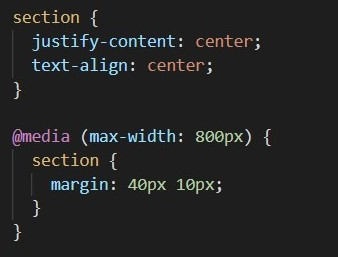 section {
  justify-content: center;
  text-align: center;
}

@media (max-width: 800px) {
  section {
    margin: 40px 10px;
  }
}